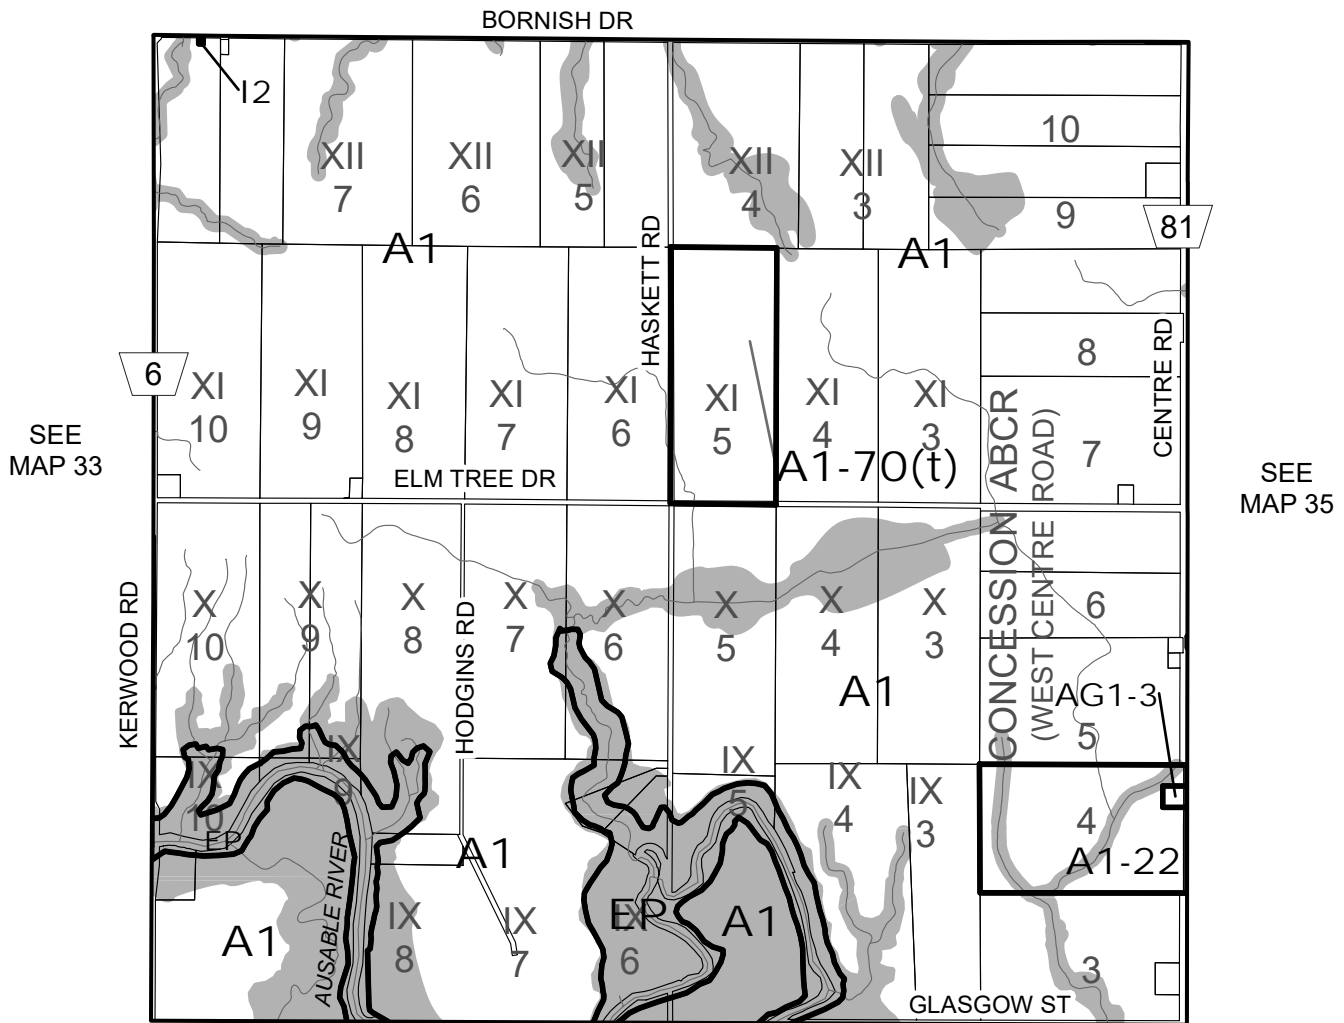 BORNISH DR
I2
XII
7
XII
6
XII
5
XII
4
XII
3
10
9
81
A1
A1
HASKETT RD
6
SEE
MAP 33
XI
10
XI
9
XI
8
XI
7
XI
6
XI
5
XI
4
XI
3
8
7
CENTRE RD
A1-70(t)
ELM TREE DR
SEE
MAP 35
CONCESSION ABCR
(WEST CENTRE ROAD)
KERWOOD RD
X
10
X
9
X
8
HODGINS RD
X
7
X
6
X
5
X
4
X
3
6
A1
AG1-3
5
IX
10
IX
9
IX
5
IX
4
IX
3
4
A1-22
EP
A1
AUSABLE RIVER
A1
IX
8
IX
7
EP
IX
6
A1
3
GLASGOW ST